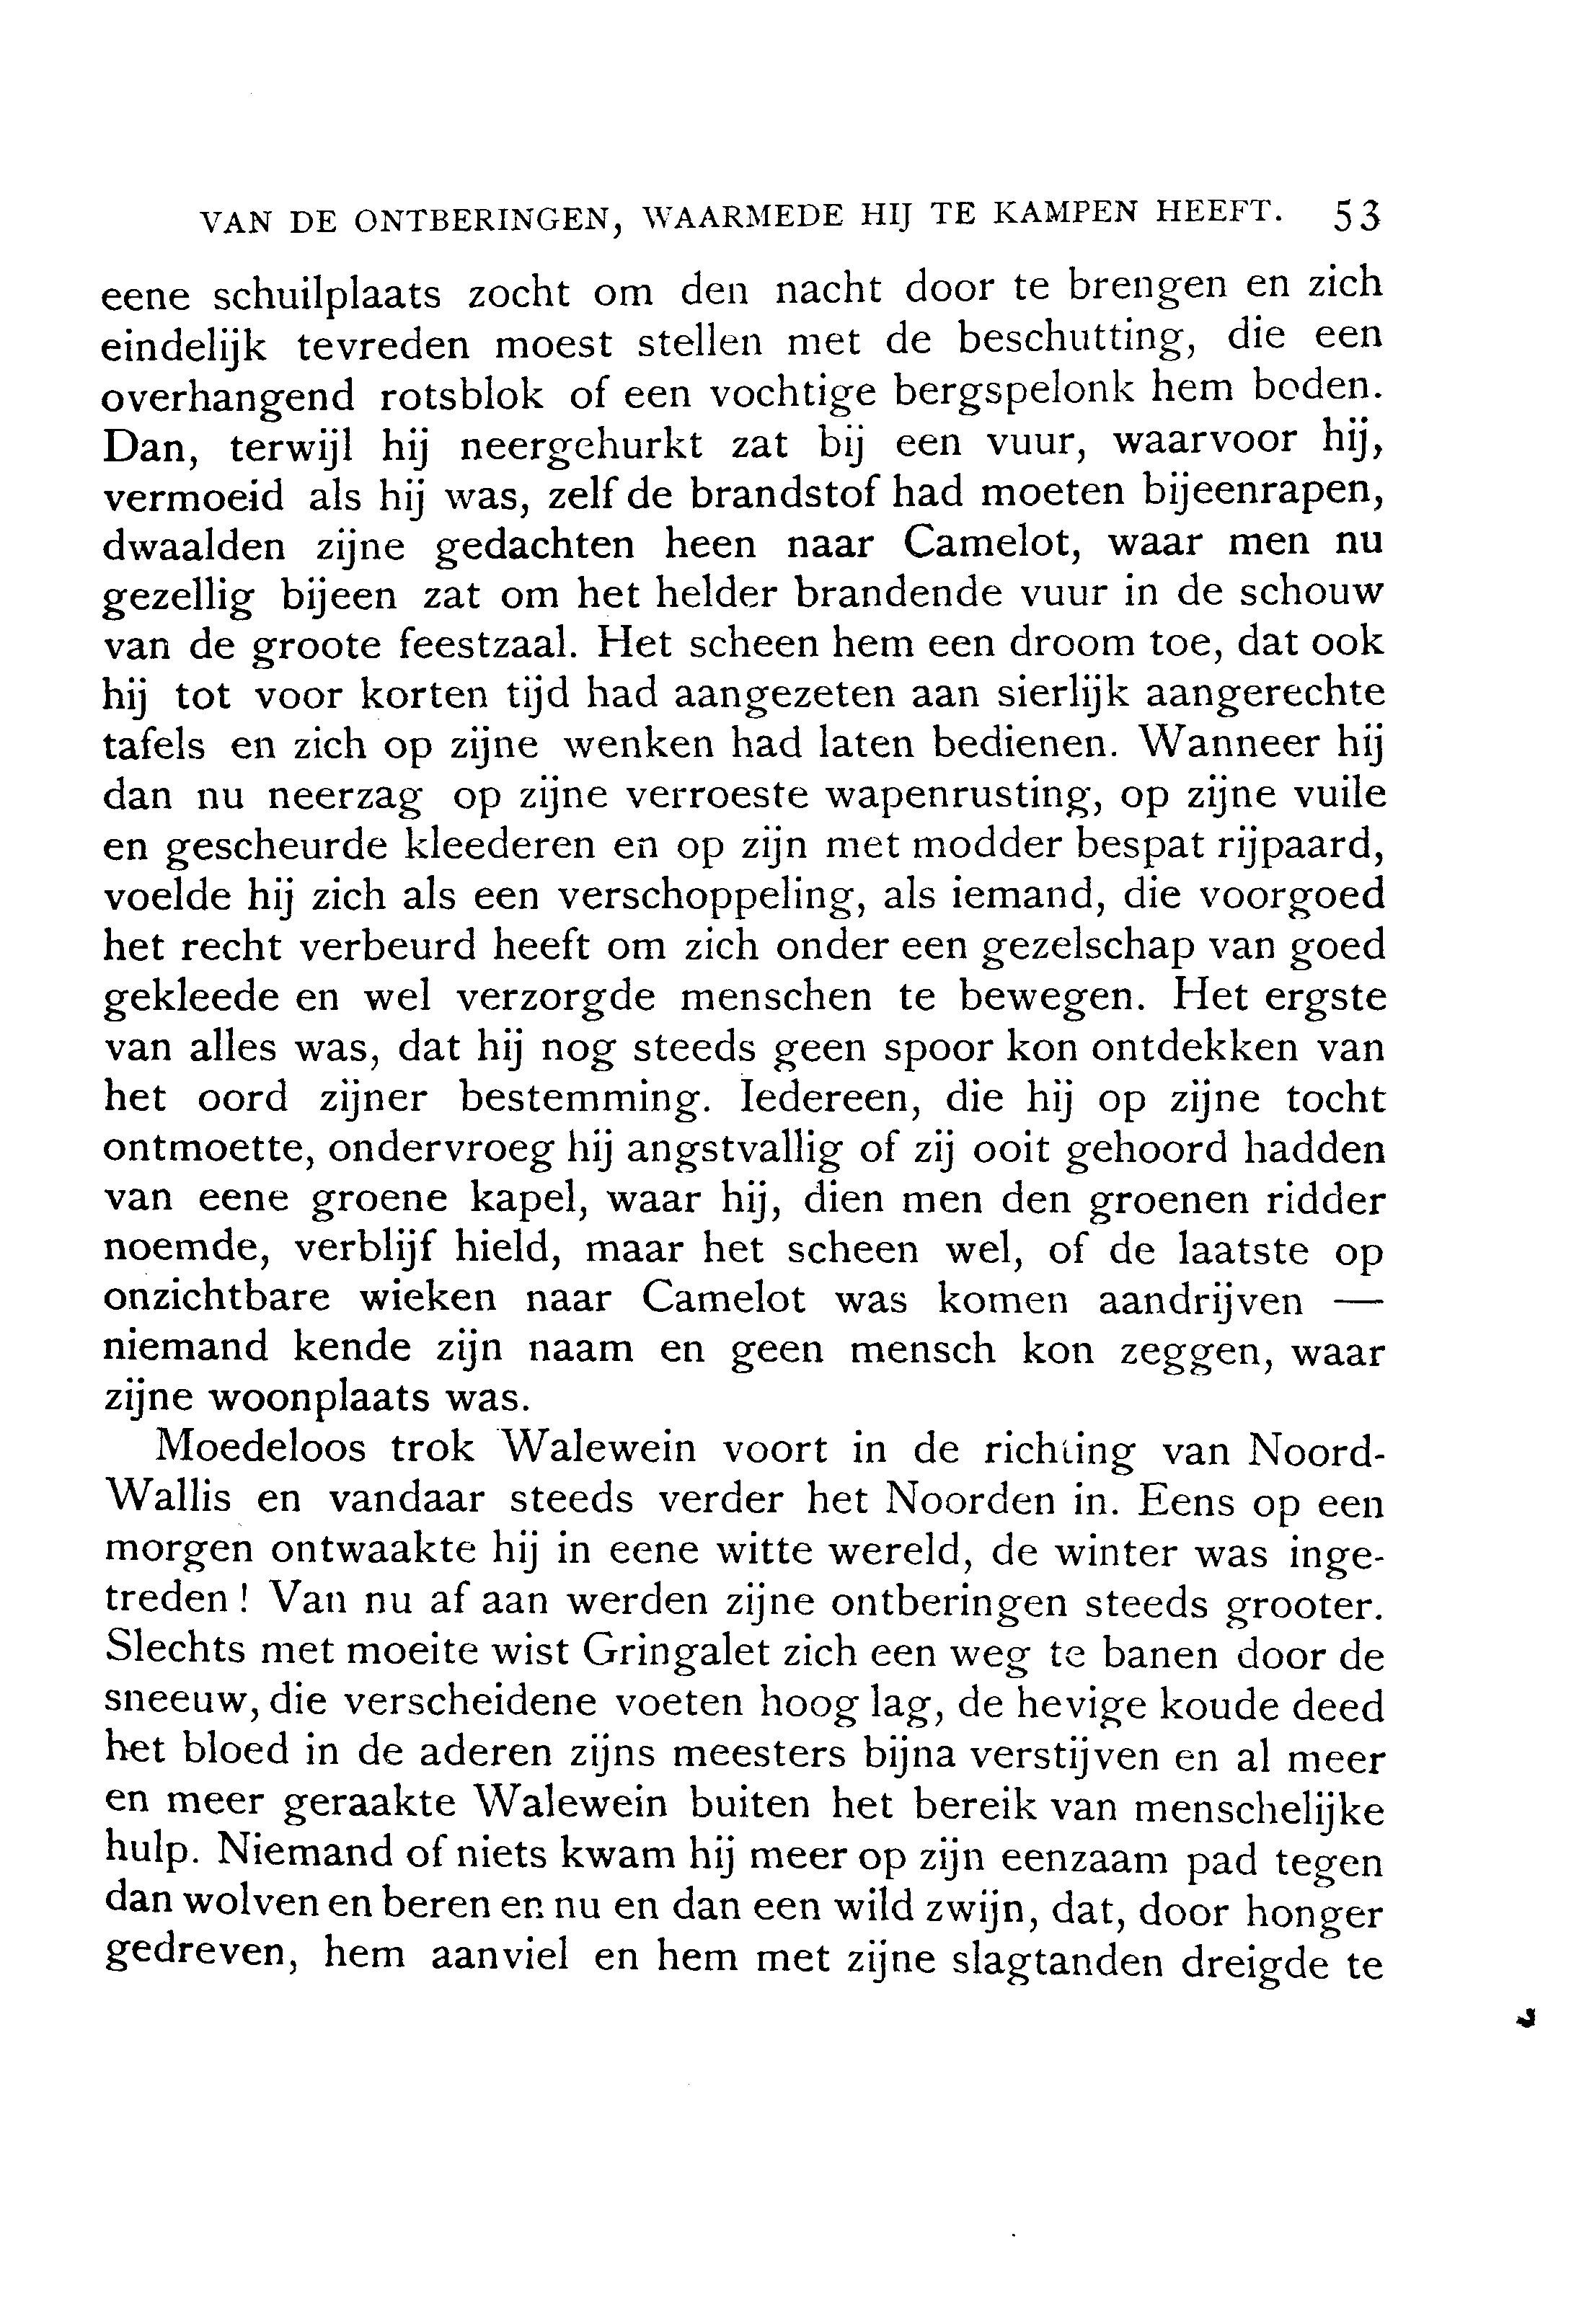 VAN DE ONTBERINGEN, WAARMEDE HIJ TE KAMPEN HEEFT. 53
eene schuilplaats zocht om den nacht door te brengen en zich
eindelijk tevreden moest stellen met de beschutting, die een
overhangend rotsblok of een vochtige bergspelonk hem boden.
Dan, terwijl hij neergehurkt zat bij een vuur, waarvoor hij,
vermoeid als hij was, zelf de brandstof had moeten bijeenrapen,
dwaalden zijne gedachten heen naar Camelot, waar men nu
gezellig bijeen zat om het helder brandende vuur in de schouw
van de groote feestzaal. Het scheen hem een droom toe, dat ook
hij tot voor korten tijd had aangezeten aan sierlijk aangerechte
tafels en zich op zijne wenken had laten bedienen. Wanneer hij
dan nu neerzag op zijne verroeste wapenrusting, op zijne vuile
en gescheurde kleederen en op zijn met modder bespat rijpaard,
voelde hij zich als een verschoppeling, als iemand, die voorgoed
het recht verbeurd heeft om zich onder een gezelschap van goed
gekleede en wel verzorgde menschen te bewegen. Het ergste
van alles was, dat hij nog steeds geen spoor kon ontdekken van
het oord zijner bestemming. Iedereen, die hij op zijne tocht
ontmoette, ondervroeg hij angstvallig of zij ooit gehoord hadden
van eene groene kapel, waar hij, dien men den groenen ridder
noemde, verblijf hield, maar het scheen wel, of de laatste op
onzichtbare wieken naar Camelot was komen aandrijven —
niemand kende zijn naam en geen mensch kon zeggen, waar
zijne woonplaats was.
Moedeloos trok Walewein voort in de richting van Noord-
Wallis en vandaar steeds verder het Noorden in. Eens op een
morgen ontwaakte hij in eene witte wereld, de winter was inge-
treden! Van nu af aan werden zijne ontberingen steeds grooter.
Slechts met moeite wist Gringalet zich een weg te banen door de
sneeuw, die verscheidene voeten hoog lag, de hevige koude deed
het bloed in de aderen zijns meesters bijna verstijven en al meer
en meer geraakte Walewein buiten het bereik van menschelijke
hulp. Niemand of niets kwam hij meer op zijn eenzaam pad tegen
dan wolven en beren en nu en dan een wild zwijn, dat, door honger
gedreven, hem aanviel en hem met zijne slagtanden dreigde te